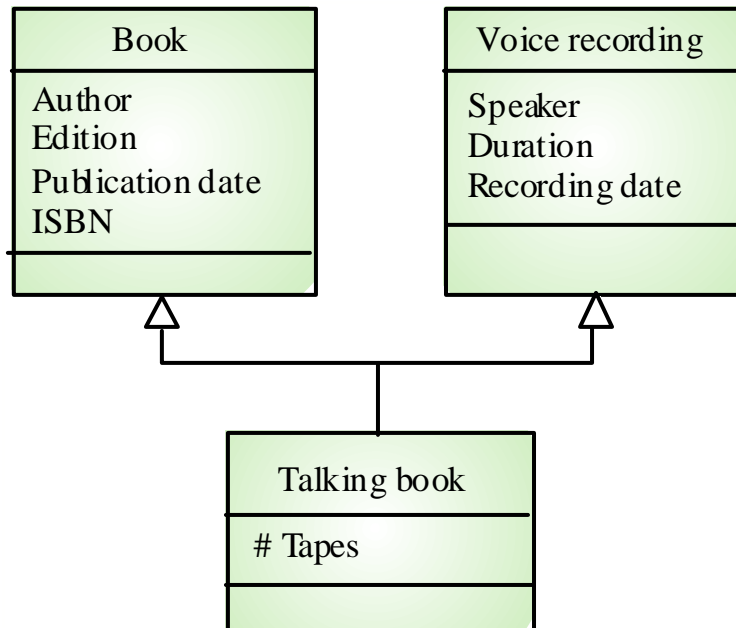 Book
Author
Edition
Publication date
ISBN
Voice recording
Speaker
Duration
Recording date
Talking book
# Tapes